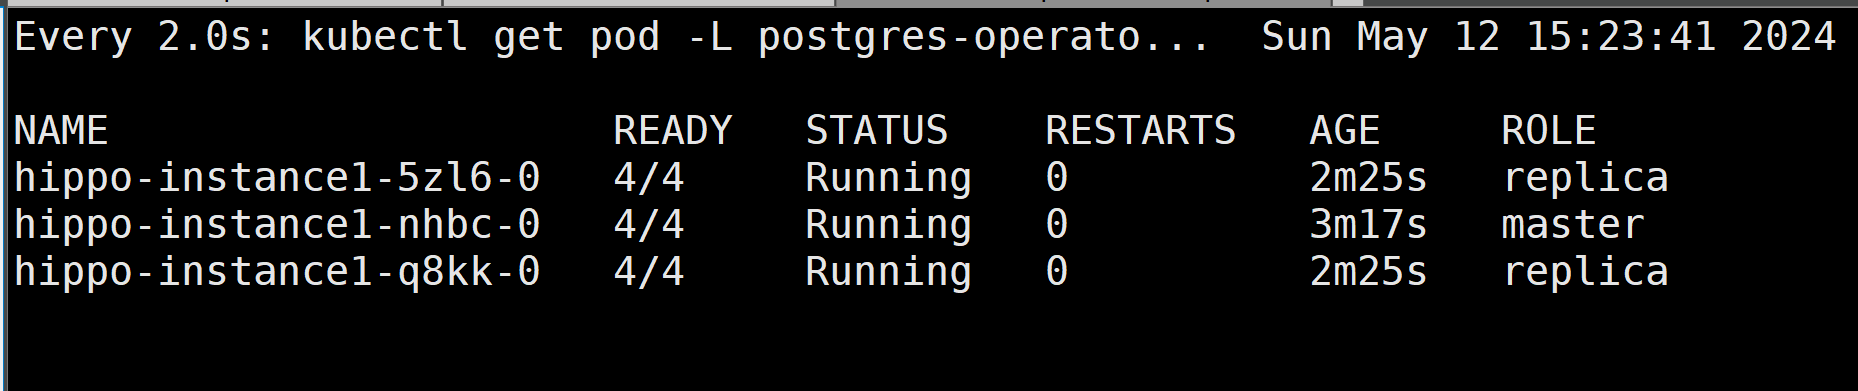 Every 2.0s: kubectl get pod -L postgres-operato...  Sun May 12 15:23:41 2024
NAME                     READY   STATUS    RESTARTS   AGE     ROLE
hippo-instance1-5zl6-0   4/4     Running   0          2m25s   replica
hippo-instance1-nhbc-0   4/4     Running   0          3m17s   master
hippo-instance1-q8kk-0   4/4     Running   0          2m25s   replica